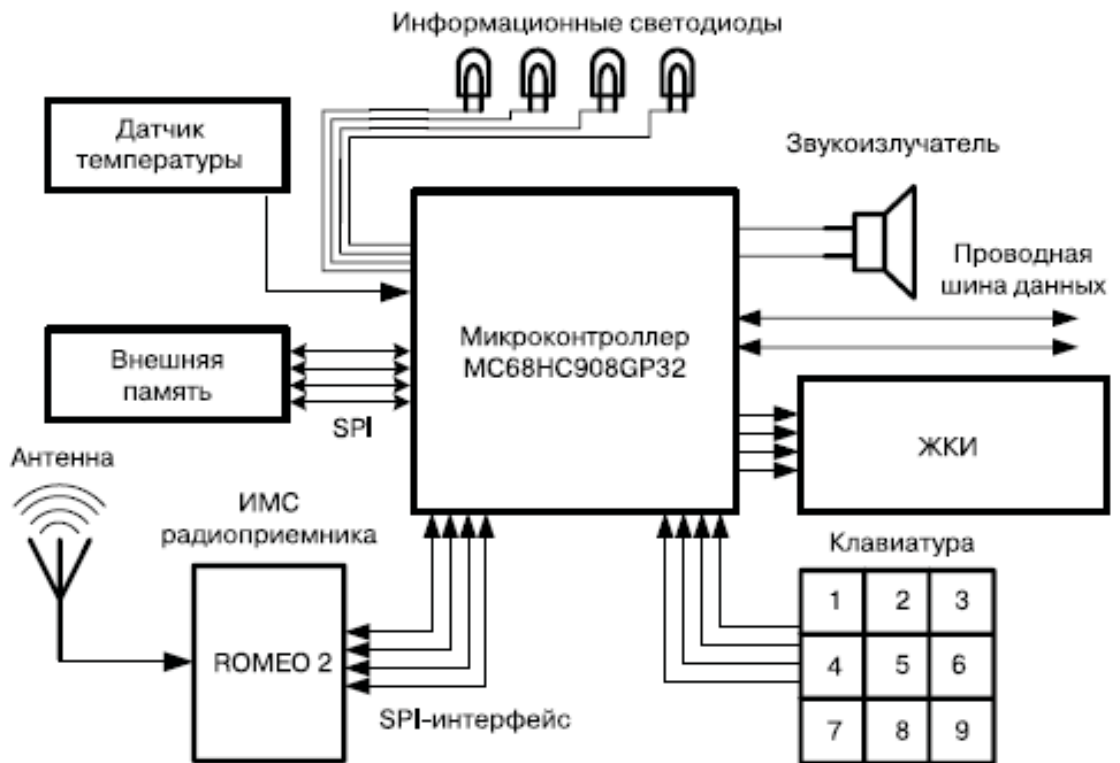 Информационные светодиоды
Датчик
температуры
Звукоизлучатель
Проводная
шина данных
Микроконтроллер
MC68HC908GP32
Внешняя
память
SPI
ЖКИ
Антенна
ИМС
радиоприемника
Клавиатура
1 2 3
ROMEO 2
4 5 6
SPI-интерфейс
7 8 9